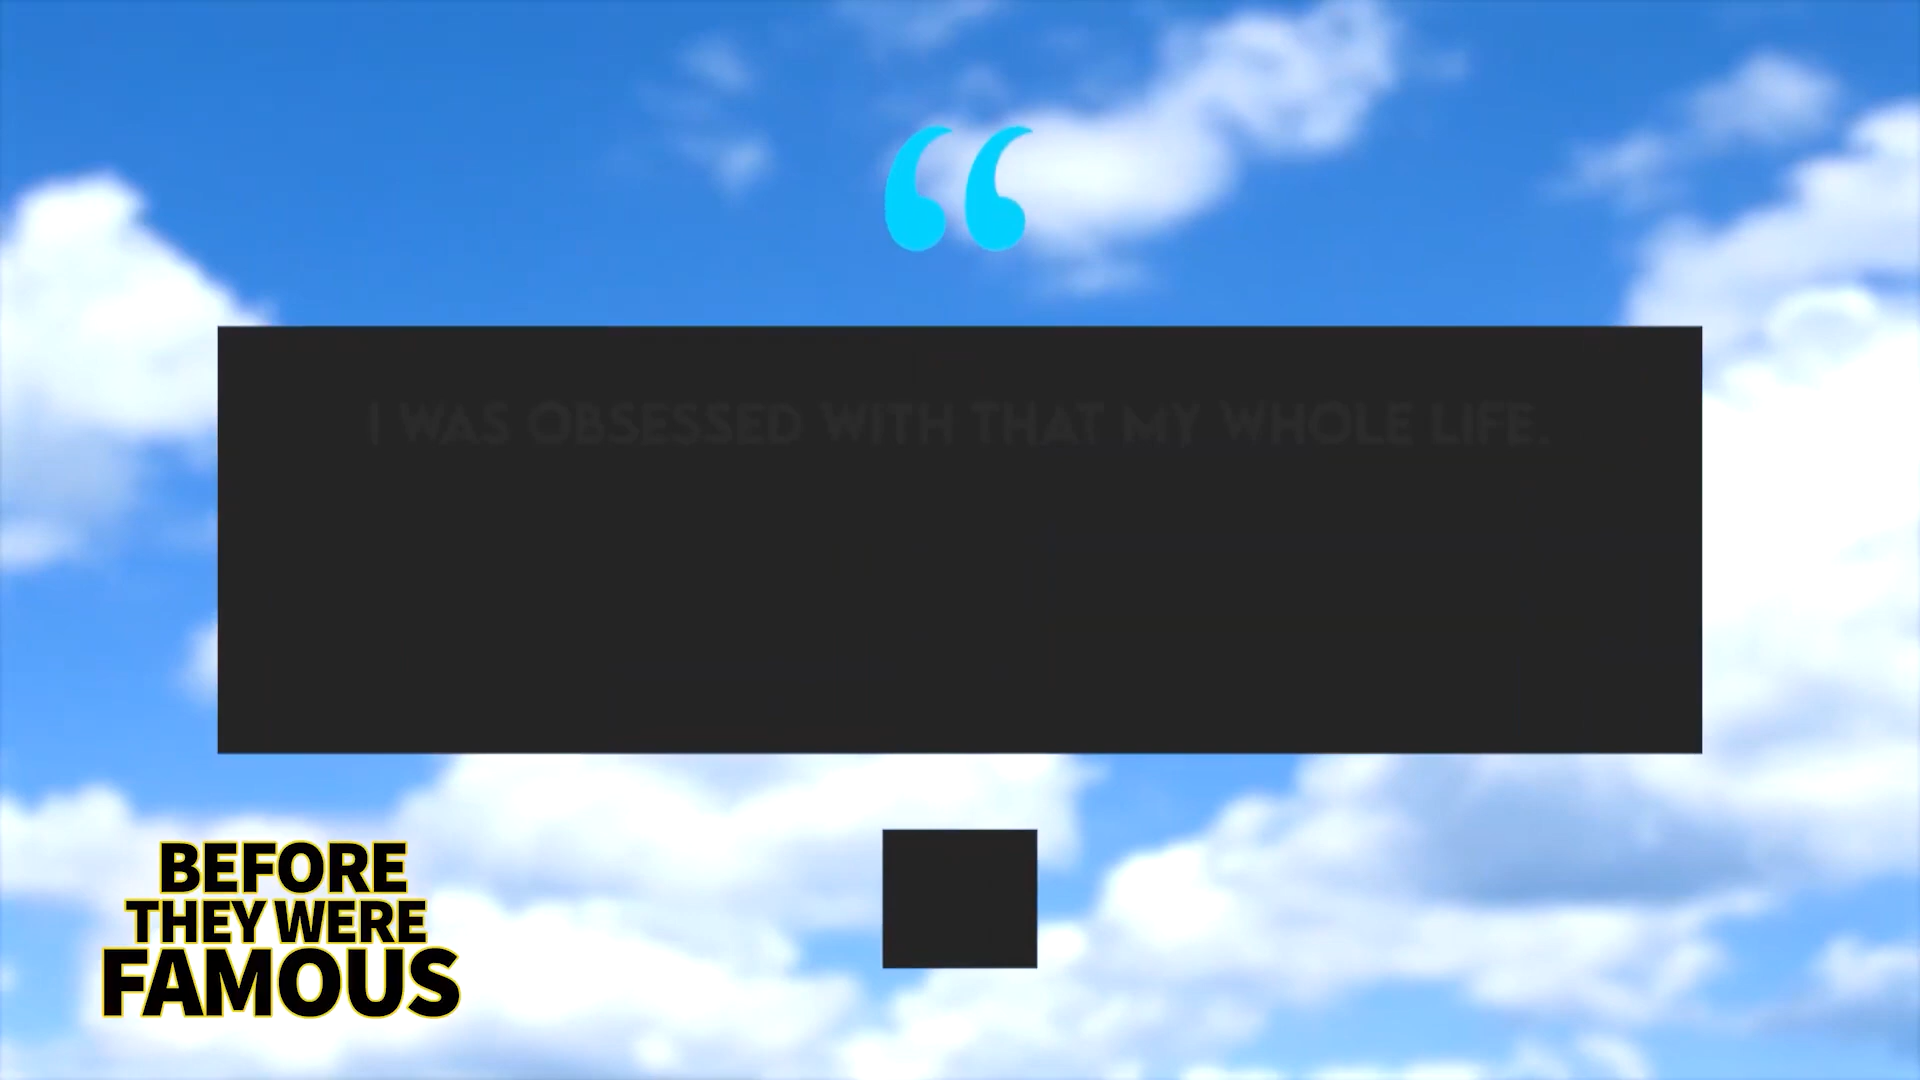 “
I WAS OBSESSED WITH THAT MY WHOLE LIFE.
BEFORE
THEY WERE
FAMOUS